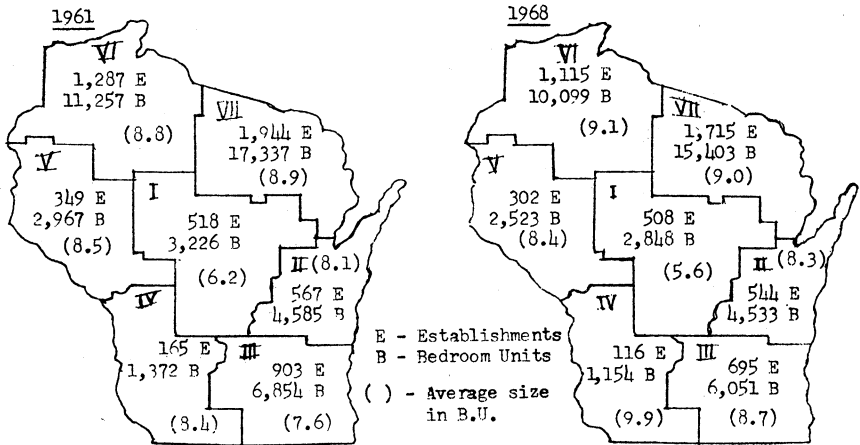 1961
VI
1,287 E
11,257 B
(8.8)
VII
1,944 E
17,337 B
(8.9)
V
349 E
2,967 B
(8.5)
I
518 E
3,226 B
(6.2)
II (8.1)
567 E
4,585 B
IV
165 E
1,372 B
(8.4)
III
903 E
6,854 B
(7.6)
E - Establishments
B - Bedroom Units
( ) - Average size
in B.U.
1968
VI
1,115 E
10,099 B
(9.1)
VII
1,715 E
15,403 B
(9.0)
V
302 E
2,523 B
(8.4)
I
508 E
2,848 B
(5.6)
II (8.3)
544 E
4,533 B
IV
116 E
1,154 B
(9.9)
III
695 E
6,051 B
(8.7)